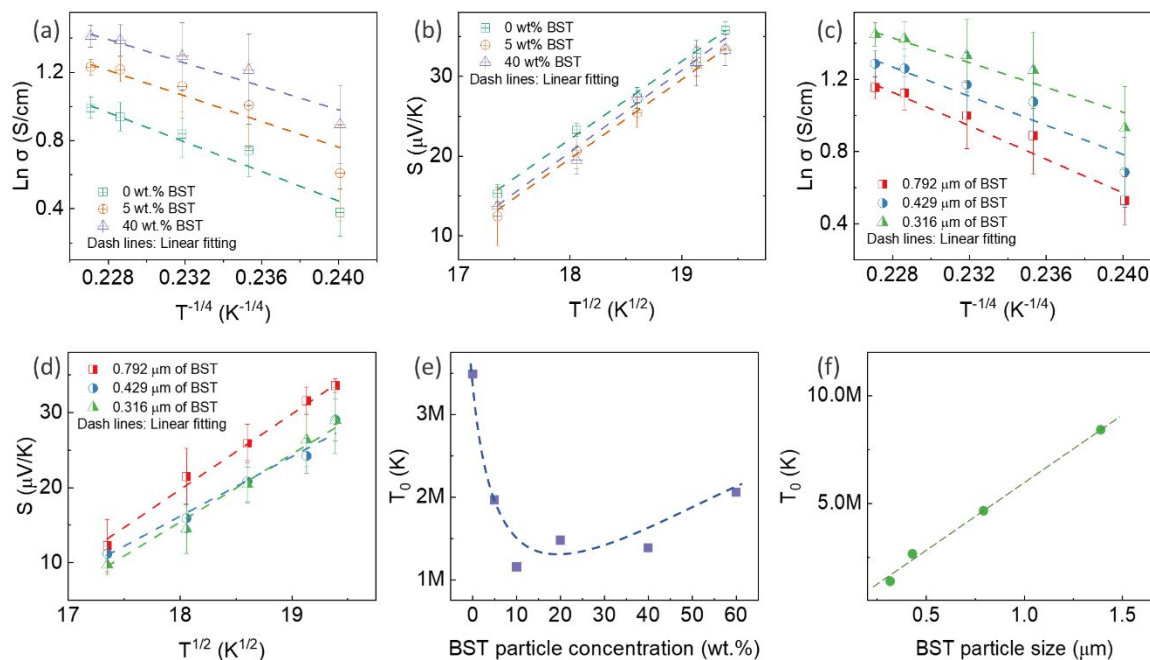 (a)
Ln σ (S/cm)
1.2
0.8
0.4
0 wt.% BST
5 wt.% BST
40 wt.% BST
Dash lines: Linear fitting
0.228 0.232 0.236 0.240
T-1/4 (K-1/4)
(b)
S (μV/K)
30
20
10
0 wt% BST
5 wt% BST
40 wt% BST
Dash lines: Linear fitting
17 18 19
T1/2 (K1/2)
(c)
Ln σ (S/cm)
1.2
0.8
0.4
0.792 μm of BST
0.429 μm of BST
0.316 μm of BST
Dash lines: Linear fitting
0.228 0.232 0.236 0.240
T-1/4 (K-1/4)
(d)
S (μV/K)
30
20
10
0.792 μm of BST
0.429 μm of BST
0.316 μm of BST
Dash lines: Linear fitting
17 18 19
T1/2 (K1/2)
(e)
T0 (K)
3M
2M
1M
0 10 20 30 40 50 60
BST particle concentration (wt.%)
(f)
T0 (K)
10.0M
5.0M
0.5 1.0 1.5
BST particle size (μm)